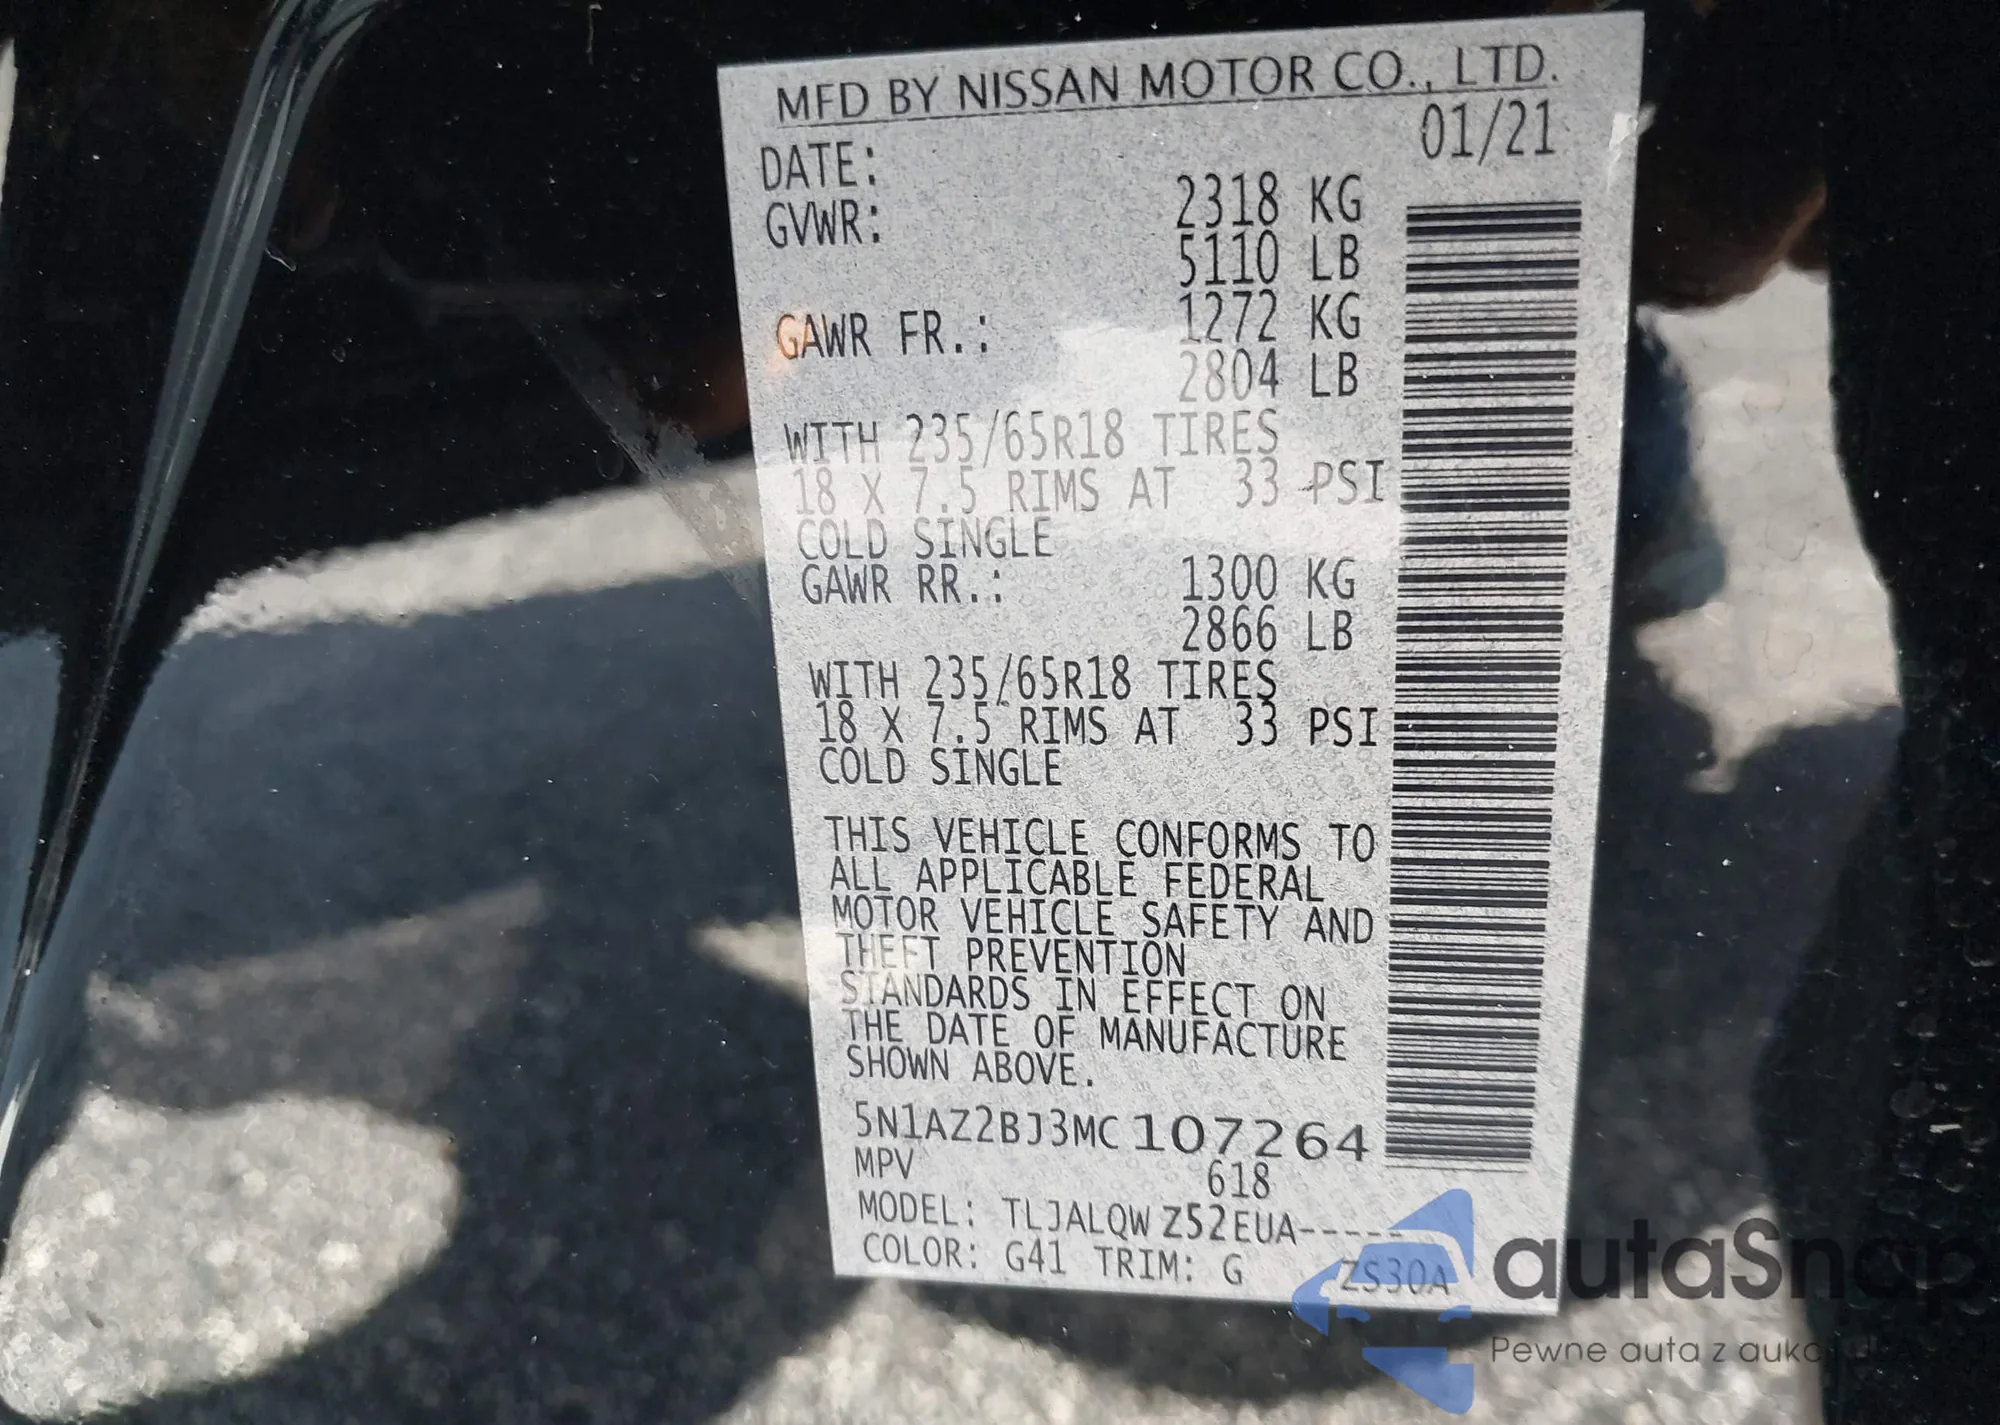 MFD BY NISSAN MOTOR CO., LTD.
DATE: 01/21
GVWR: 2318 KG
5110 LB
GAWR FR.: 1272 KG
2804 LB
WITH 235/65R18 TIRES
18 X 7.5 RIMS AT 33 PSI
COLD SINGLE
GAWR RR.: 1300 KG
2866 LB
WITH 235/65R18 TIRES
18 X 7.5 RIMS AT 33 PSI
COLD SINGLE
THIS VEHICLE CONFORMS TO
ALL APPLICABLE FEDERAL
MOTOR VEHICLE SAFETY AND
THEFT PREVENTION
STANDARDS IN EFFECT ON
THE DATE OF MANUFACTURE
SHOWN ABOVE.
5N1AZ2BJ3MC107264
MPV 618
MODEL: TLJALQW Z52EUA-----
COLOR: G41 TRIM: G ZS30A
autaSnap
Pewne auta z